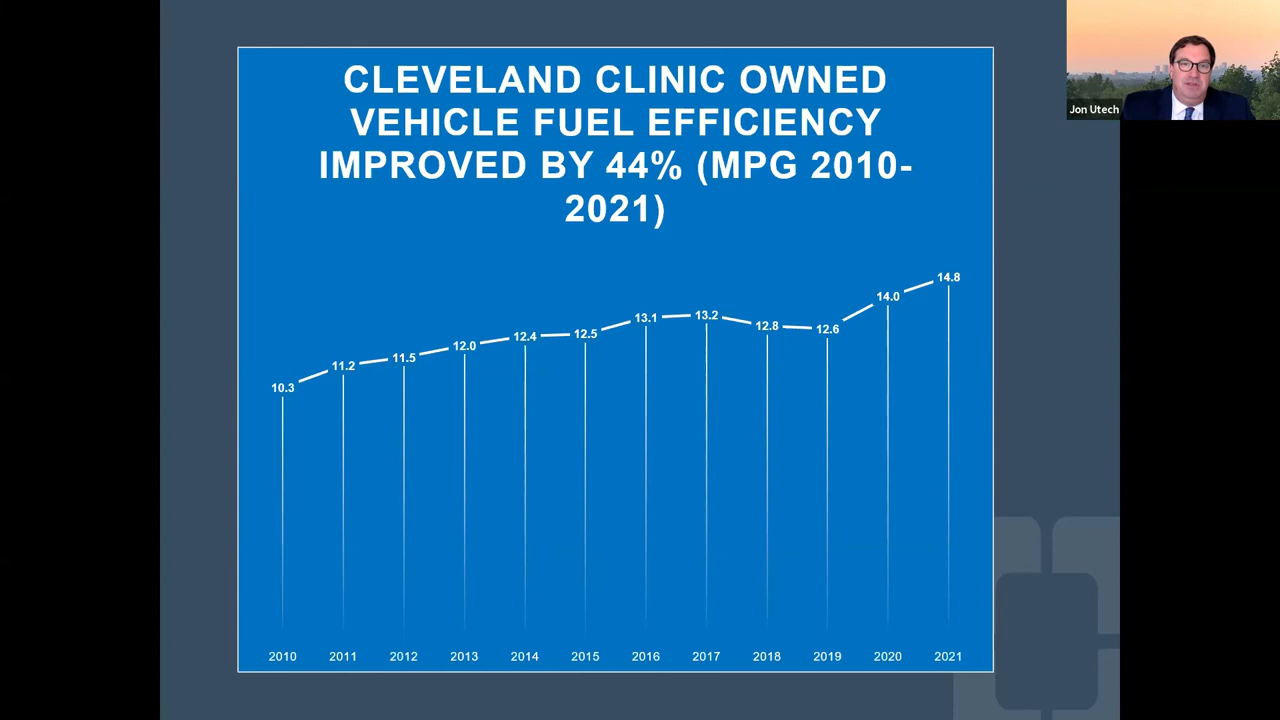 CLEVELAND CLINIC OWNED
VEHICLE FUEL EFFICIENCY
IMPROVED BY 44% (MPG 2010-
2021)
Jon Utech
10.3
11.2
11.5
12.0
12.4
12.5
13.1
13.2
12.8
12.6
14.0
14.8
2010 2011 2012 2013 2014 2015 2016 2017 2018 2019 2020 2021